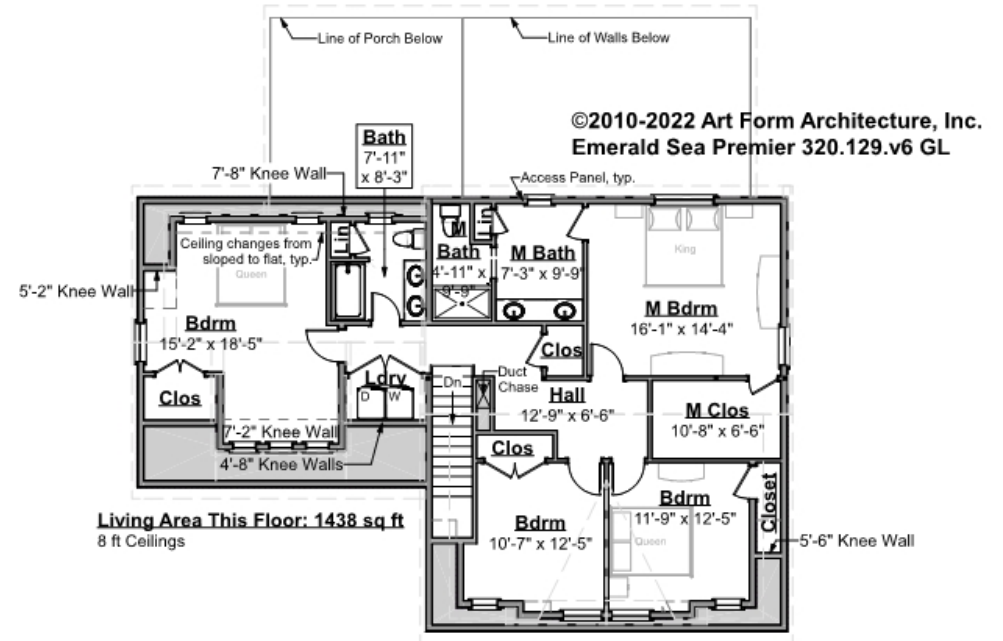 Line of Porch Below
Line of Walls Below
©2010-2022 Art Form Architecture, Inc.
Emerald Sea Premier 320.129.v6 GL
Bath
7'-11"
x 8'-3"
7'-8" Knee Wall
Access Panel, typ.
Ceiling changes from
sloped to flat, typ.
Queen
Lin
M
Bath
4'-11" x
9'-9"
Lin
M Bath
7'-3" x 9'-9"
King
5'-2" Knee Wall
Bdrm
15'-2" x 18'-5"
M Bdrm
16'-1" x 14'-4"
Clos
Clos
Ldry
D
W
Dn
Duct
Chase
Hall
12'-9" x 6'-6"
M Clos
10'-8" x 6'-6"
7'-2" Knee Wall
4'-8" Knee Walls
Clos
Living Area This Floor: 1438 sq ft
8 ft Ceilings
Bdrm
10'-7" x 12'-5"
Bdrm
11'-9" x 12'-5"
Queen
Closet
5'-6" Knee Wall